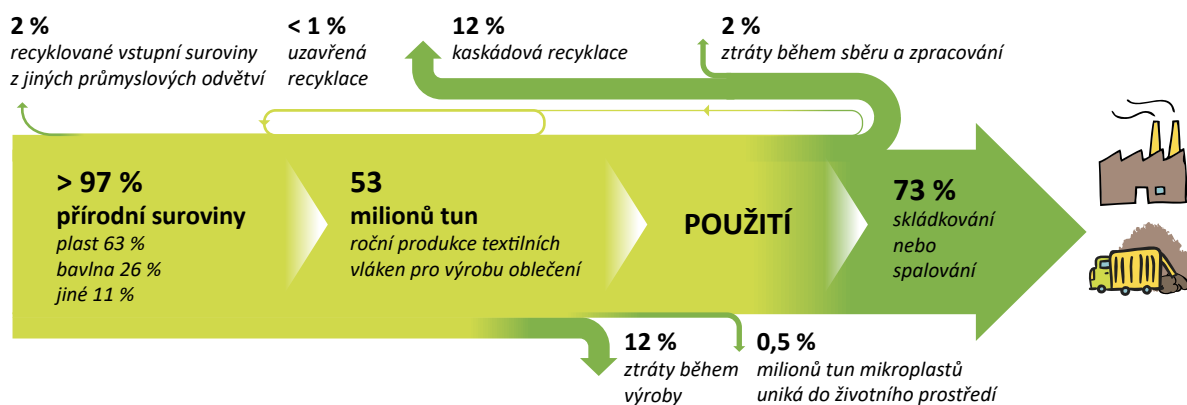 2 %
recyklované vstupní suroviny
z jiných průmyslových odvětví
< 1 %
uzavřená
recyklace
12 %
kaskádová recyklace
2 %
ztráty během sběru a zpracování
> 97 %
přírodní suroviny
plast 63 %
bavlna 26 %
jiné 11 %
53
milionů tun
roční produkce textilních
vláken pro výrobu oblečení
POUŽITÍ
73 %
skládkování
nebo
spalování
12 %
ztráty během
výroby
0,5 %
milionů tun mikroplastů
uniká do životního prostředí